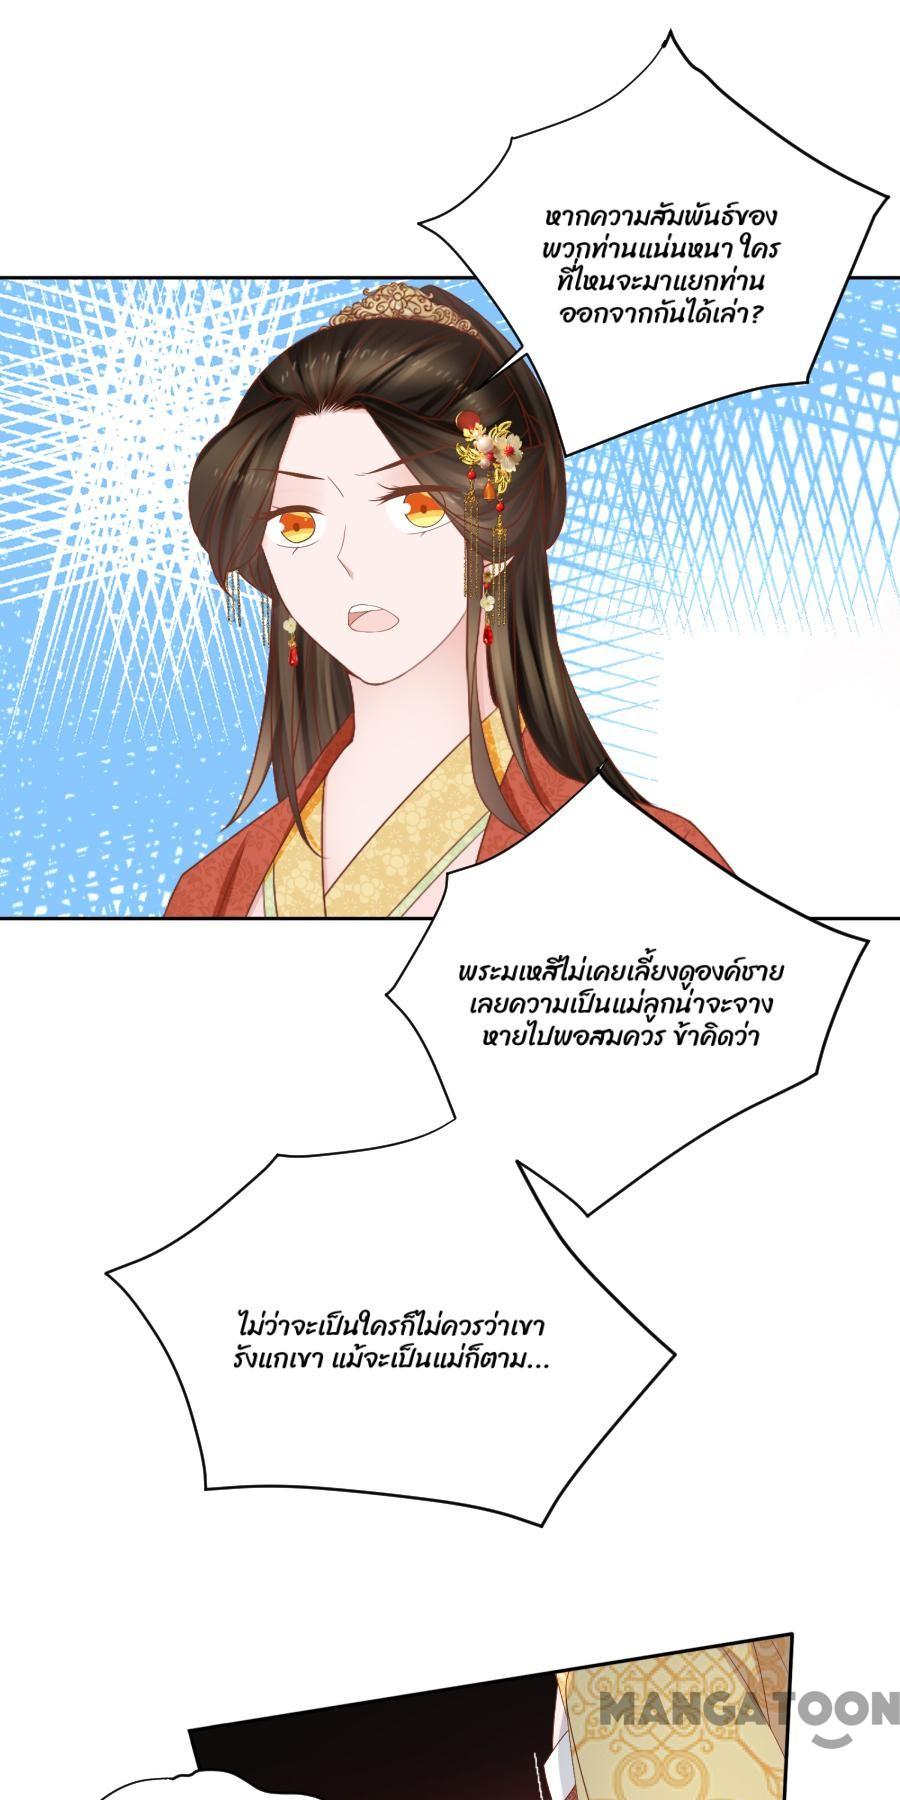 หากความสัมพันธ์ของ
พวกท่านแน่นหนา ใคร
ที่ไหนจะมาแยกท่าน
ออกจากกันได้เล่า?
พระมเหสีไม่เคยเลี้ยงดูองค์ชาย
เลยความเป็นแม่ลูกน่าจะจาง
หายไปพอสมควร ข้าคิดว่า
ไม่ว่าจะเป็นใครก็ไม่ควรว่าเขา
รังแกเขา แม้จะเป็นแม่ก็ตาม...
MANGATOON